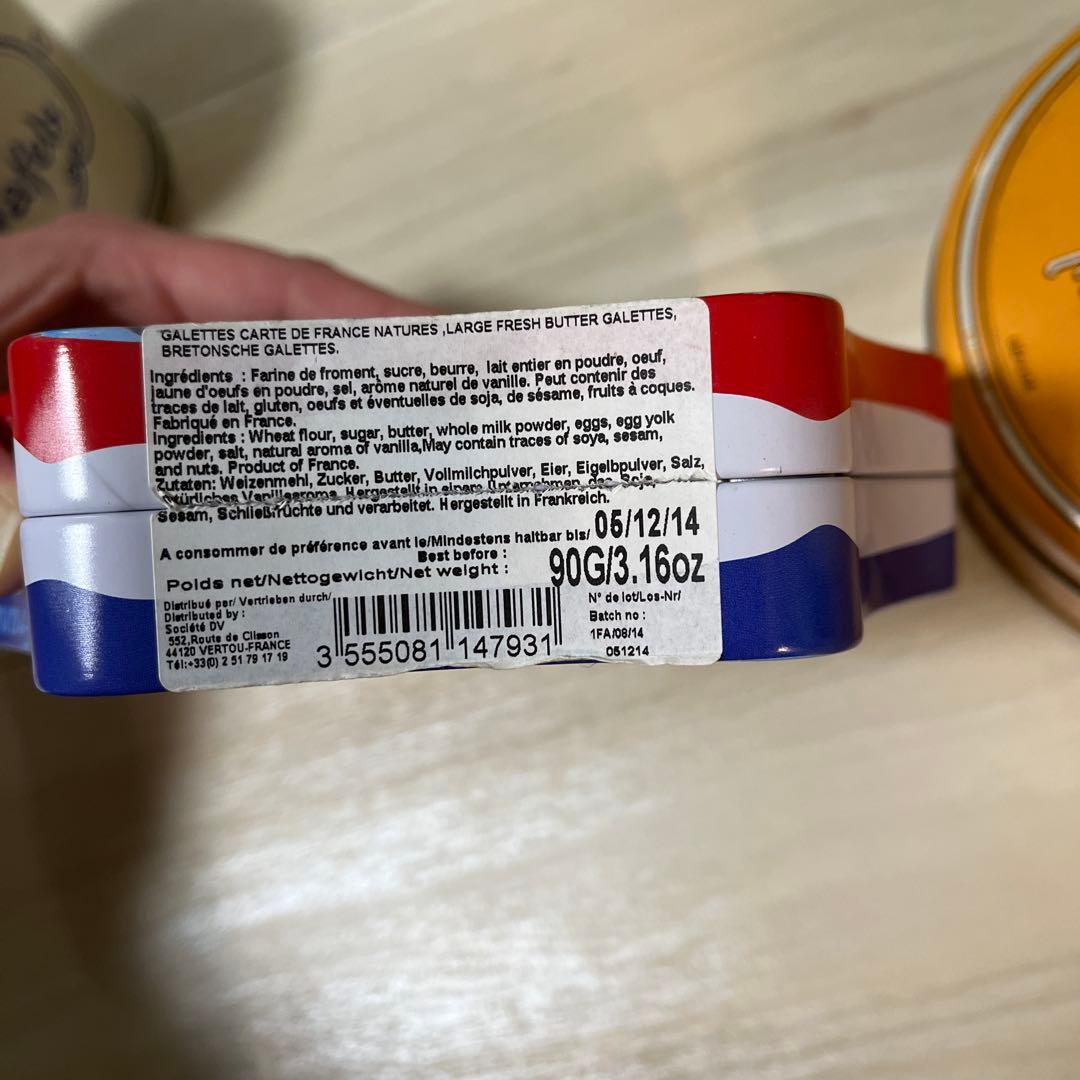 GALETTES CARTE DE FRANCE NATURES ,LARGE FRESH BUTTER GALETTES,
BRETONSCHE GALETTES.
Ingrédients : Farine de froment, sucre, beurre, lait entier en poudre, oeuf,
jaune d'oeufs en poudre, sel, arôme naturel de vanille. Peut contenir des
traces de lait, gluten, oeufs et éventuelles de soja, de sésame, fruits à coques.
Fabriqué en France.
Ingredients : Wheat flour, sugar, butter, whole milk powder, eggs, egg yolk
powder, salt, natural aroma of vanilla,May contain traces of soya, sesam,
and nuts. Product of France.
Zutaten: Weizenmehl, Zucker, Butter, Vollmilchpulver, Eier, Eigelbpulver, Salz,
Natürliches Vanillearoma. Hergestellt in einem Unternehmen, das Soja,
Sesam, Schließfrüchte und verarbeitet. Hergestellt in Frankreich.
A consommer de préférence avant le/Mindestens haltbar bis/ 05/12/14
Best before :
Poids net/Nettogewicht/Net weight : 90G/3.16oz
Distribué par/ Vertrieben durch/
Distributed by :
Société DV
552,Route de Clisson
44120 VERTOU-FRANCE
Tél:+33(0) 2 51 79 17 19
3 555081 147931
N° de lot/Los-Nr/
Batch no :
1FA/08/14
051214